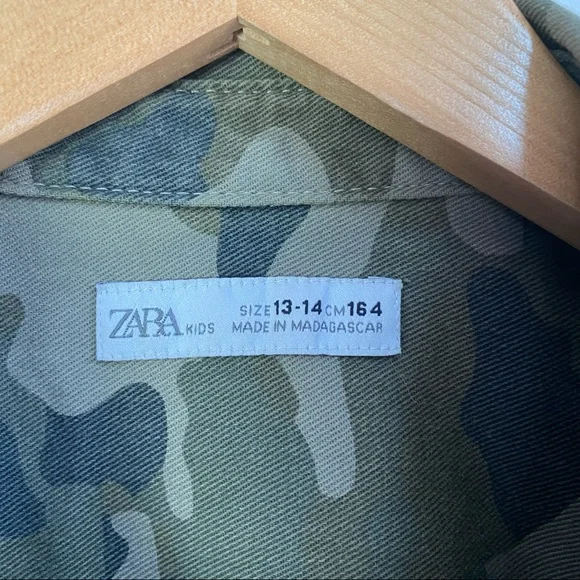 ZARA KIDS SIZE 13-14 CM 164
MADE IN MADAGASCAR